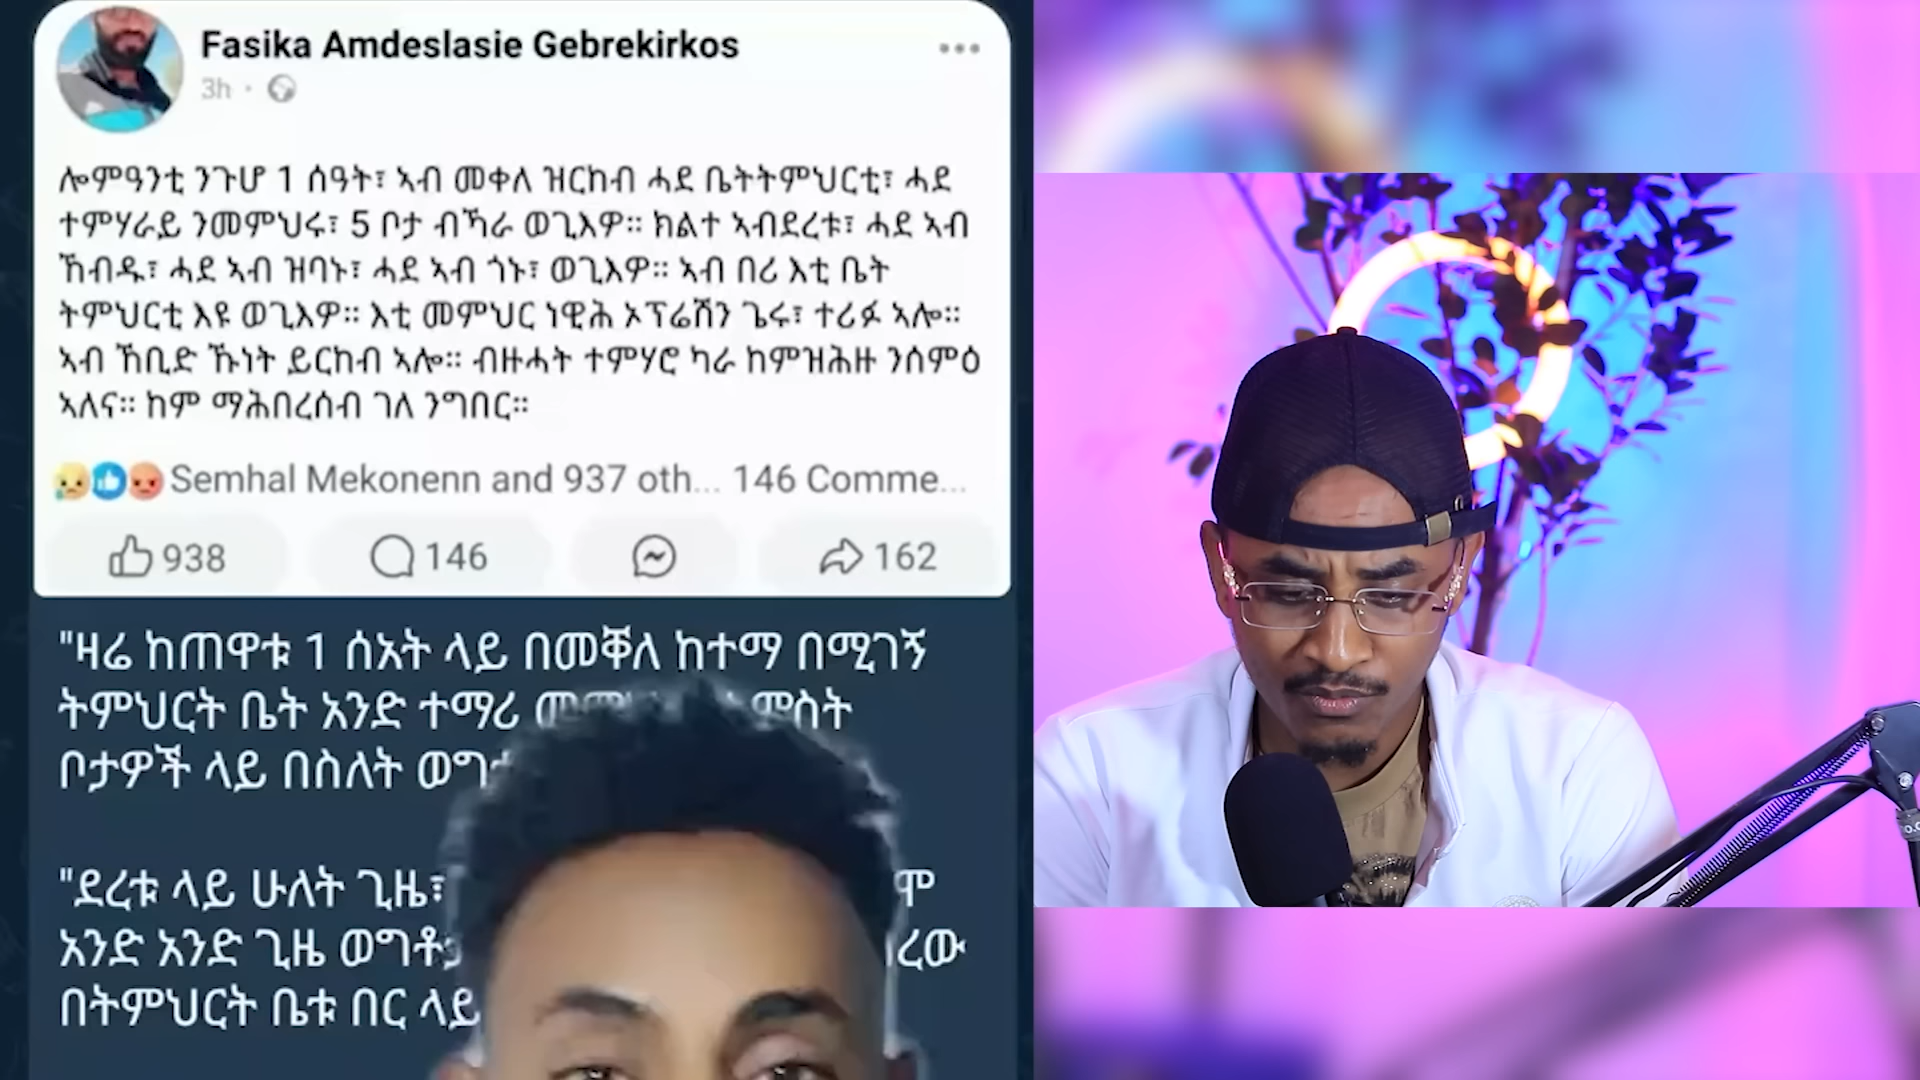 Fasika Amdeslasie Gebrekirkos
3h
ሎምዓንቲ ንጉሆ 1 ሰዓት፣ ኣብ መቀለ ዝርከብ ሓደ ቤትትምህርቲ፣ ሓደ
ተምሃራይ ንመምህሩ፣ 5 ቦታ ብኻራ ወጊእዎ። ክልተ ኣብደረቱ፣ ሓደ ኣብ
ኸብዱ፣ ሓደ ኣብ ዝባኑ፣ ሓደ ኣብ ጎኑ፣ ወጊእዎ። ኣብ በሪ እቲ ቤት
ትምህርቲ እዩ ወጊእዎ። እቲ መምህር ነዊሕ ኦፕሬሽን ጌሩ፣ ተሪፉ ኣሎ።
ኣብ ኸቢድ ኹነት ይርከብ ኣሎ። ብዙሓት ተምሃሮ ካራ ከምዝሕዙ ንሰምዕ
ኣለና። ከም ማሕበረሰብ ገለ ንግበር።
Semhal Mekonenn and 937 oth... 146 Comme...
938 146 162
"ዛሬ ከጠዋቱ 1 ሰአት ላይ በመቐለ ከተማ በሚገኝ
ትምህርት ቤት አንድ ተማሪ
ቦታዎች ላይ በስለት
"ደረቱ ላይ ሁለት ጊዜ፣
አንድ አንድ ጊዜ
በትምህርት ቤቱ በር ላይ